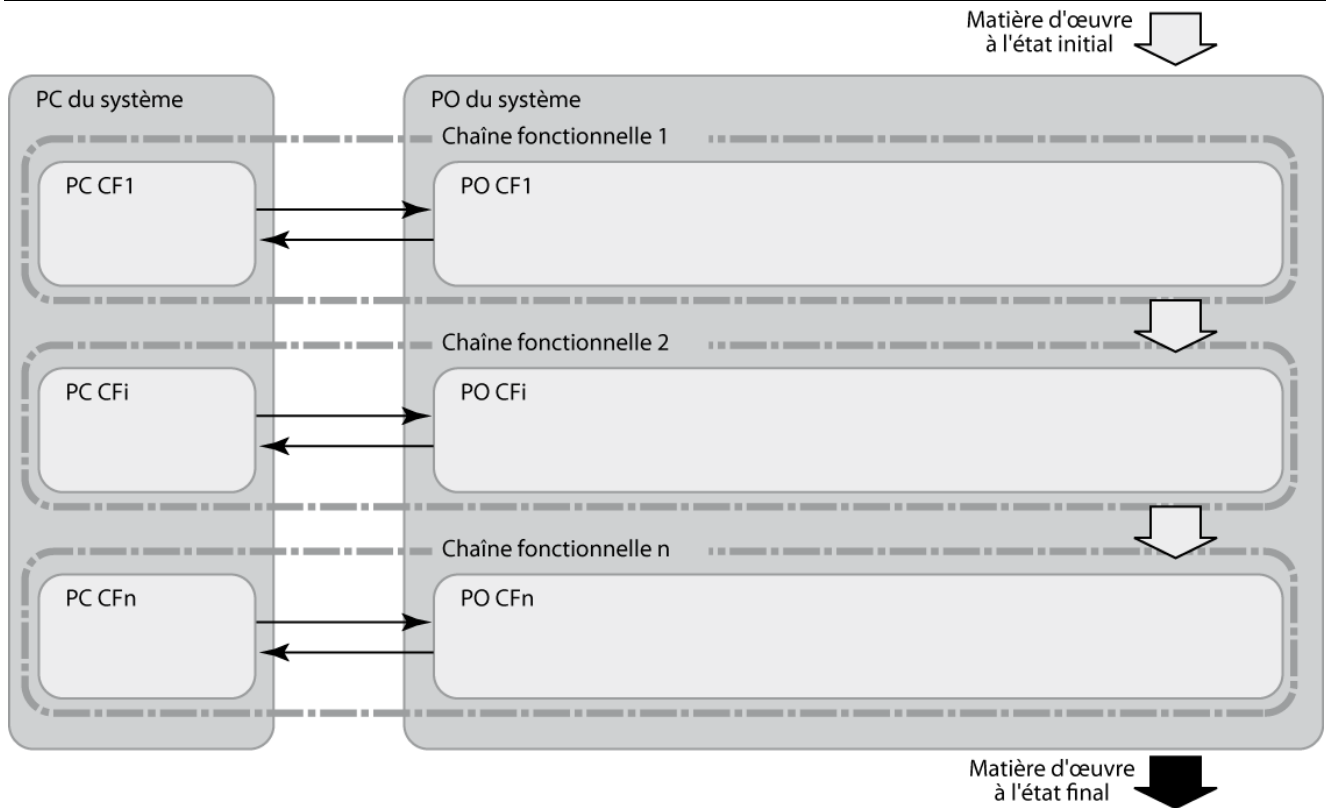 Matière d'œuvre
à l'état initial
PC du système
PO du système
Chaîne fonctionnelle 1
PC CF1
PO CF1
Chaîne fonctionnelle 2
PC CFi
PO CFi
Chaîne fonctionnelle n
PC CFn
PO CFn
Matière d'œuvre
à l'état final